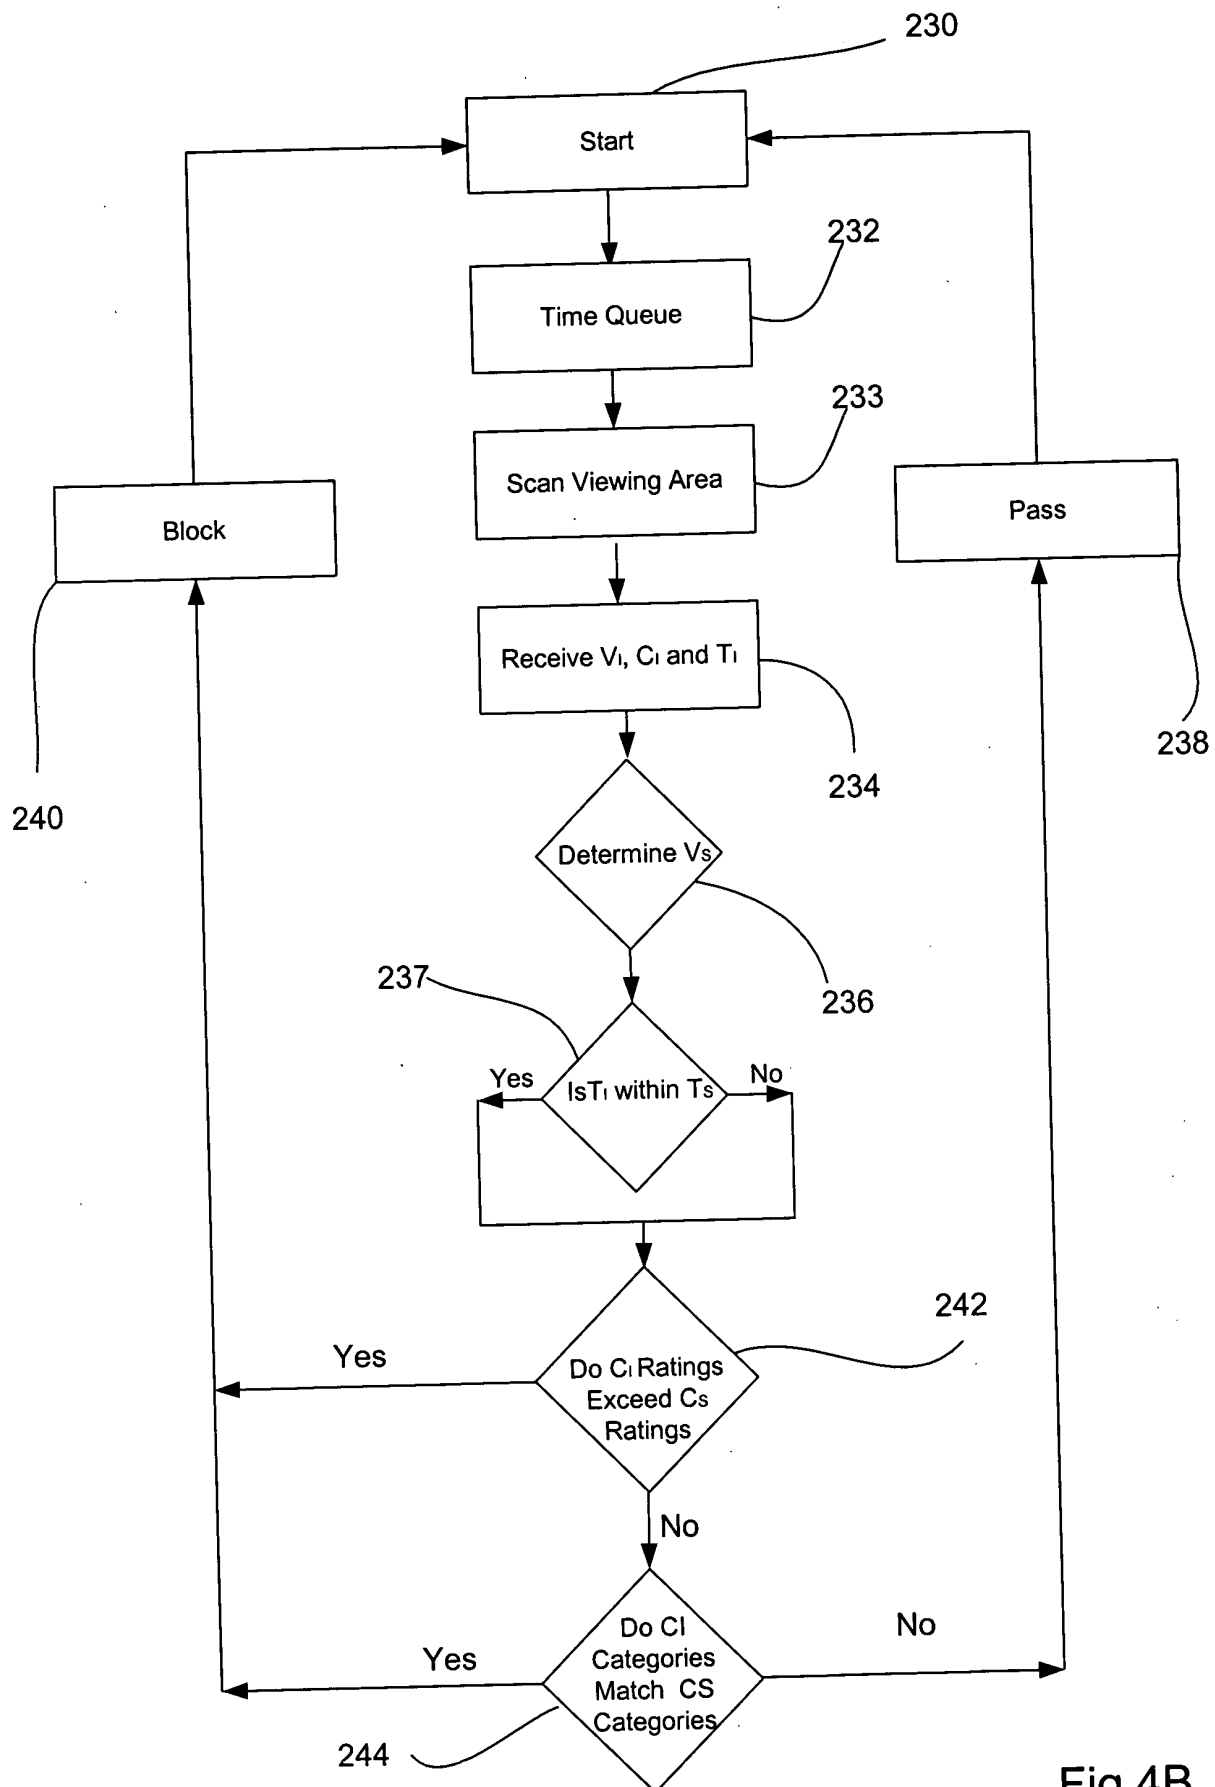 230
Start
232
Time Queue
233
Scan Viewing Area
Block
Pass
Receive VI, CI and TI
238
234
240
Determine VS
237
236
Yes
No
IsTI within TS
242
Yes
Do CI Ratings
Exceed CS
Ratings
No
Do CI
Categories
Match CS
Categories
No
Yes
244
Fig 4B